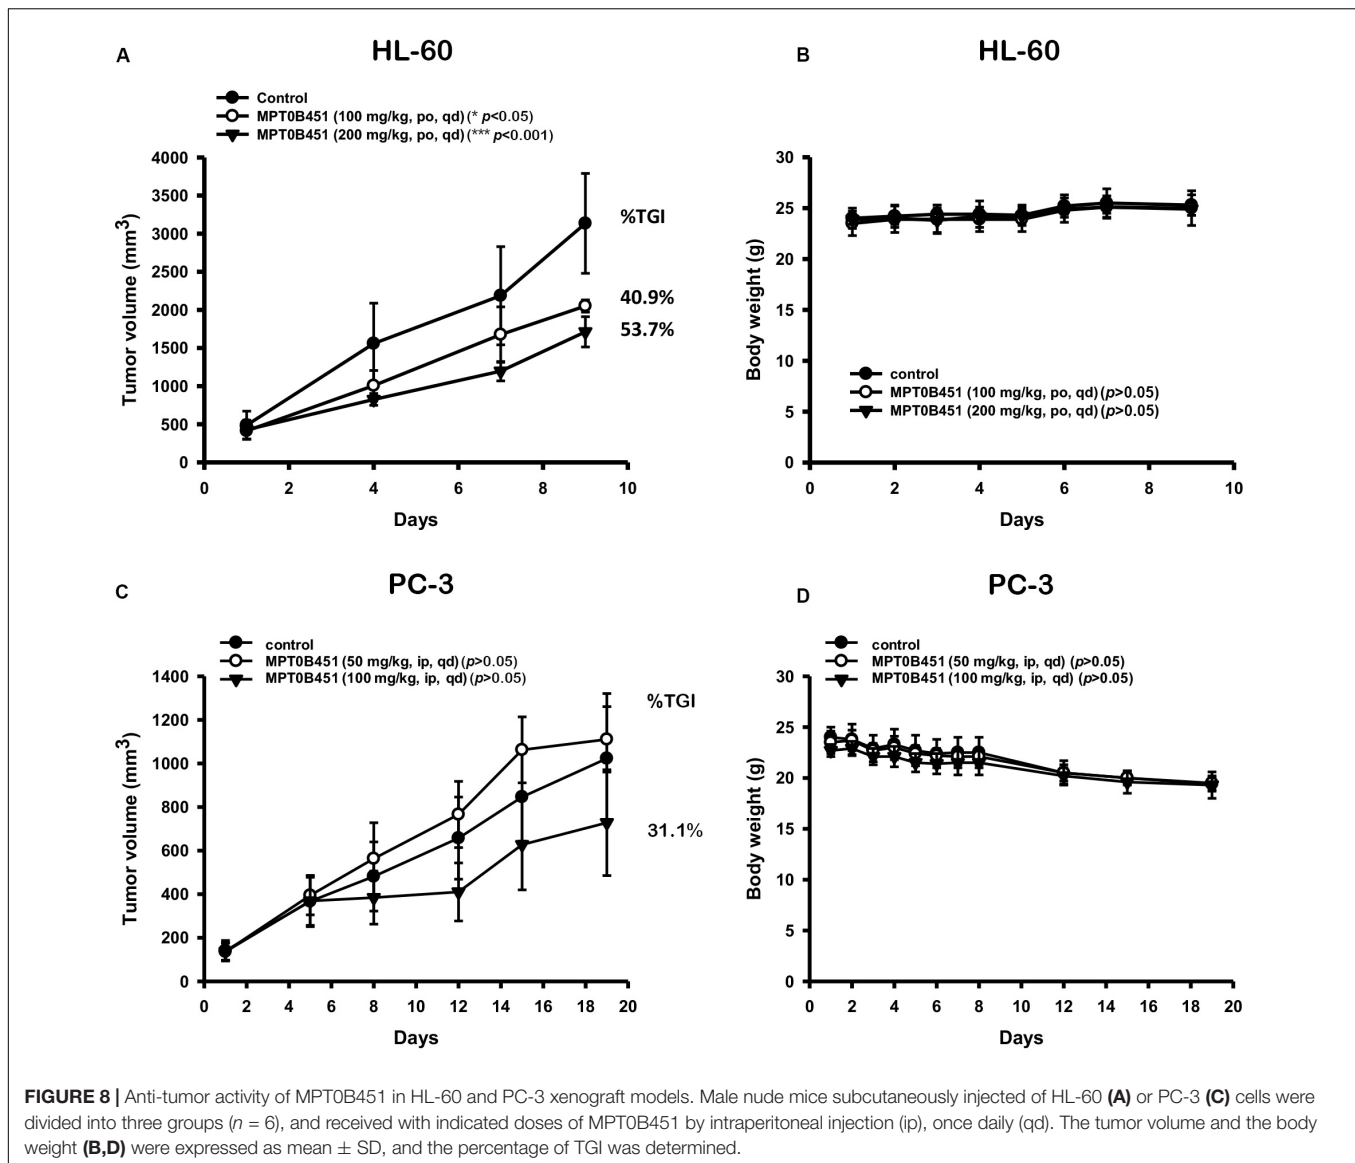 A
HL-60
Control
MPT0B451 (100 mg/kg, po, qd) (* p<0.05)
MPT0B451 (200 mg/kg, po, qd) (*** p<0.001)
Tumor volume (mm³)
4000
3500
3000
2500
2000
1500
1000
500
0
%TGI
40.9%
53.7%
0 2 4 6 8 10
Days
B
HL-60
Body weight (g)
30
25
20
15
10
5
0
control
MPT0B451 (100 mg/kg, po, qd) (p>0.05)
MPT0B451 (200 mg/kg, po, qd) (p>0.05)
0 2 4 6 8 10
Days
C
PC-3
control
MPT0B451 (50 mg/kg, ip, qd) (p>0.05)
MPT0B451 (100 mg/kg, ip, qd) (p>0.05)
Tumor volume (mm³)
1400
1200
1000
800
600
400
200
0
%TGI
31.1%
0 2 4 6 8 10 12 14 16 18 20
Days
D
PC-3
control
MPT0B451 (50 mg/kg, ip, qd) (p>0.05)
MPT0B451 (100 mg/kg, ip, qd) (p>0.05)
Body weight (g)
30
25
20
15
10
5
0
0 2 4 6 8 10 12 14 16 18 20
Days
FIGURE 8 | Anti-tumor activity of MPT0B451 in HL-60 and PC-3 xenograft models. Male nude mice subcutaneously injected of HL-60 (A) or PC-3 (C) cells were
divided into three groups (n = 6), and received with indicated doses of MPT0B451 by intraperitoneal injection (ip), once daily (qd). The tumor volume and the body
weight (B,D) were expressed as mean ± SD, and the percentage of TGI was determined.